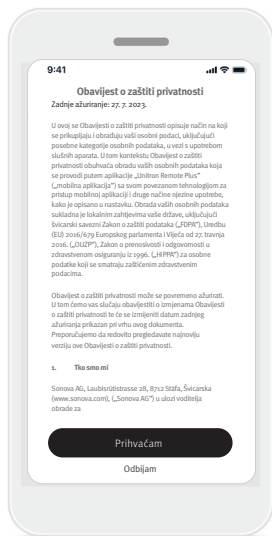 9:41
Obavijest o zaštiti privatnosti
Zadnje ažuriranje: 27. 7. 2023.
U ovoj se Obavijesti o zaštiti privatnosti opisuje način na koji
se prikupljaju i obrađuju vaši osobni podaci, uključujući
posebne kategorije osobnih podataka, u vezi s upotrebom
slušnih aparata. U tom kontekstu Obavijest o zaštiti
privatnosti obuhvaća obradu vaših osobnih podataka koja
se provodi putem aplikacije „Unitron Remote Plus“
(„mobilna aplikacija“) sa svom povezanom tehnologijom za
pristup mobilnoj aplikaciji i druge načine njezine upotrebe,
kako je opisano u nastavku. Obrada vaših osobnih podataka
sukladna je lokalnim zahtjevima vaše države, uključujući
švicarski savezni Zakon o zaštiti podataka („FDPA“), Uredbu
(EU) 2016/679 Europskog parlamenta i Vijeća od 27. travnja
2016. („OUZP“), Zakon o prenosivosti i odgovornosti u
zdravstvenom osiguranju iz 1996. („HIPPA“) za osobne
podatke koji se smatraju zaštićenim zdravstvenim
podacima.
Obavijest o zaštiti privatnosti može se povremeno ažurirati.
U tom ćemo vas slučaju obavijestiti o izmjenama Obavijesti
o zaštiti privatnosti te će se izmijeniti datum zadnjeg
ažuriranja prikazan pri vrhu ovog dokumenta.
Preporučujemo da redovito pregledavate najnoviju
verziju ove Obavijesti o zaštiti privatnosti.
1. Tko smo mi
Sonova AG, Laubisrütistrasse 28, 8712 Stäfa, Švicarska
(www.sonova.com), („Sonova AG“) u ulozi voditelja
obrade za
Prihvaćam
Odbijam